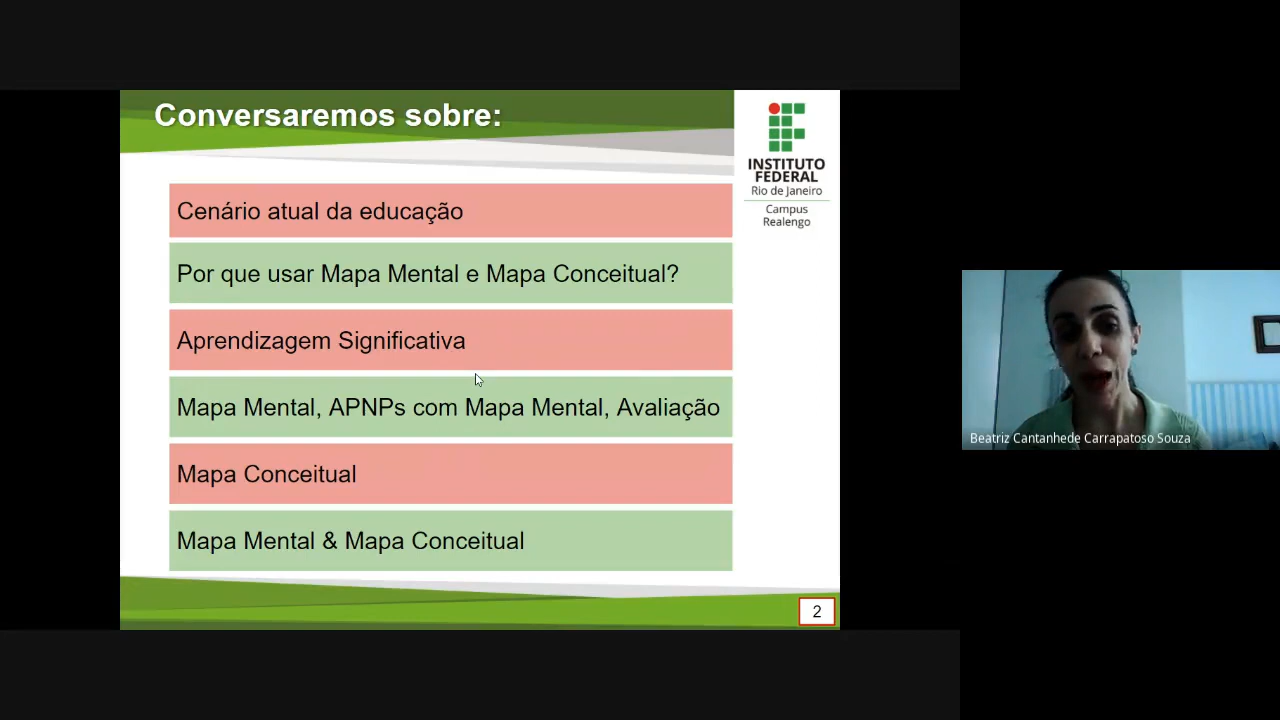 Conversaremos sobre:
INSTITUTO
FEDERAL
Rio de Janeiro
Campus
Realengo
Cenário atual da educação
Por que usar Mapa Mental e Mapa Conceitual?
Aprendizagem Significativa
Mapa Mental, APNPs com Mapa Mental, Avaliação
Mapa Conceitual
Mapa Mental & Mapa Conceitual
2
Beatriz Cantanhede Carrapatoso Souza